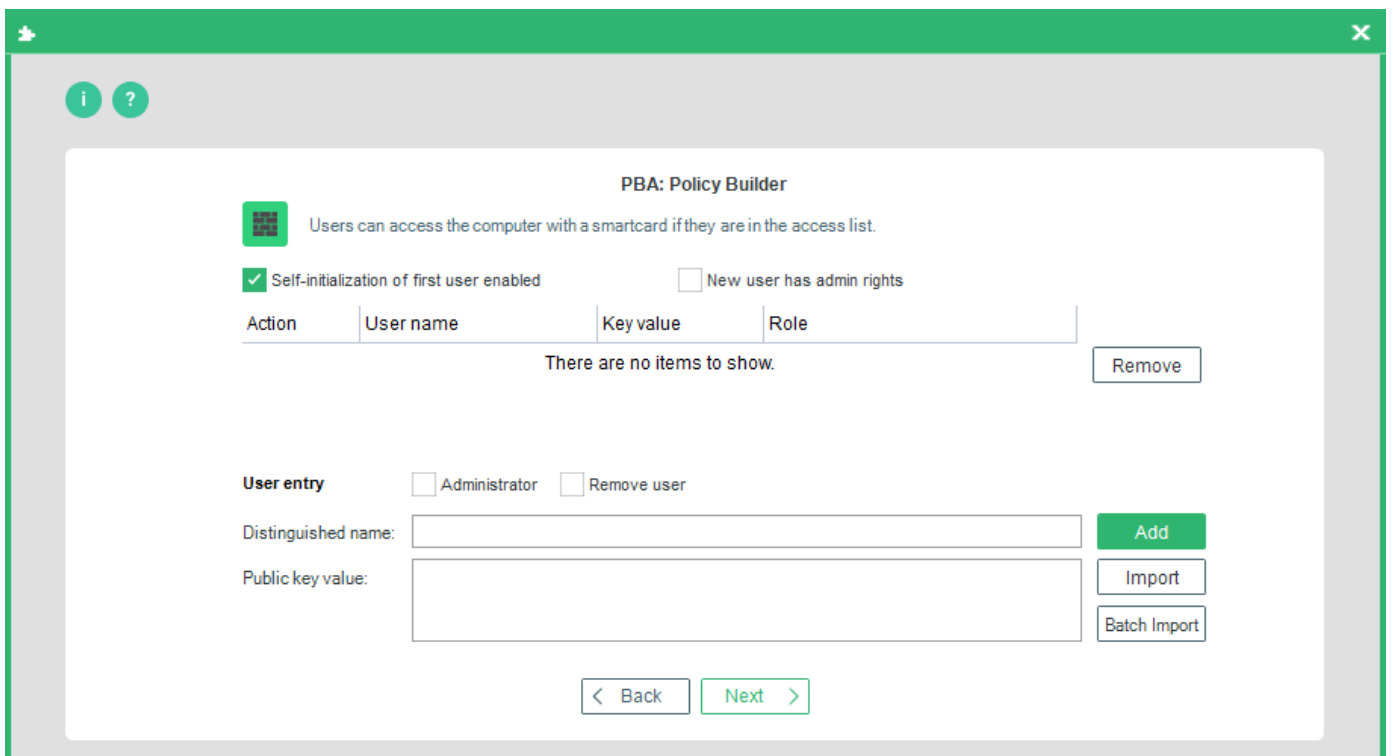 i ?
PBA: Policy Builder
Users can access the computer with a smartcard if they are in the access list.
Self-initialization of first user enabled New user has admin rights
Action User name Key value Role
There are no items to show.
Remove
User entry Administrator Remove user
Distinguished name: Add
Public key value: Import
Batch Import
Back Next